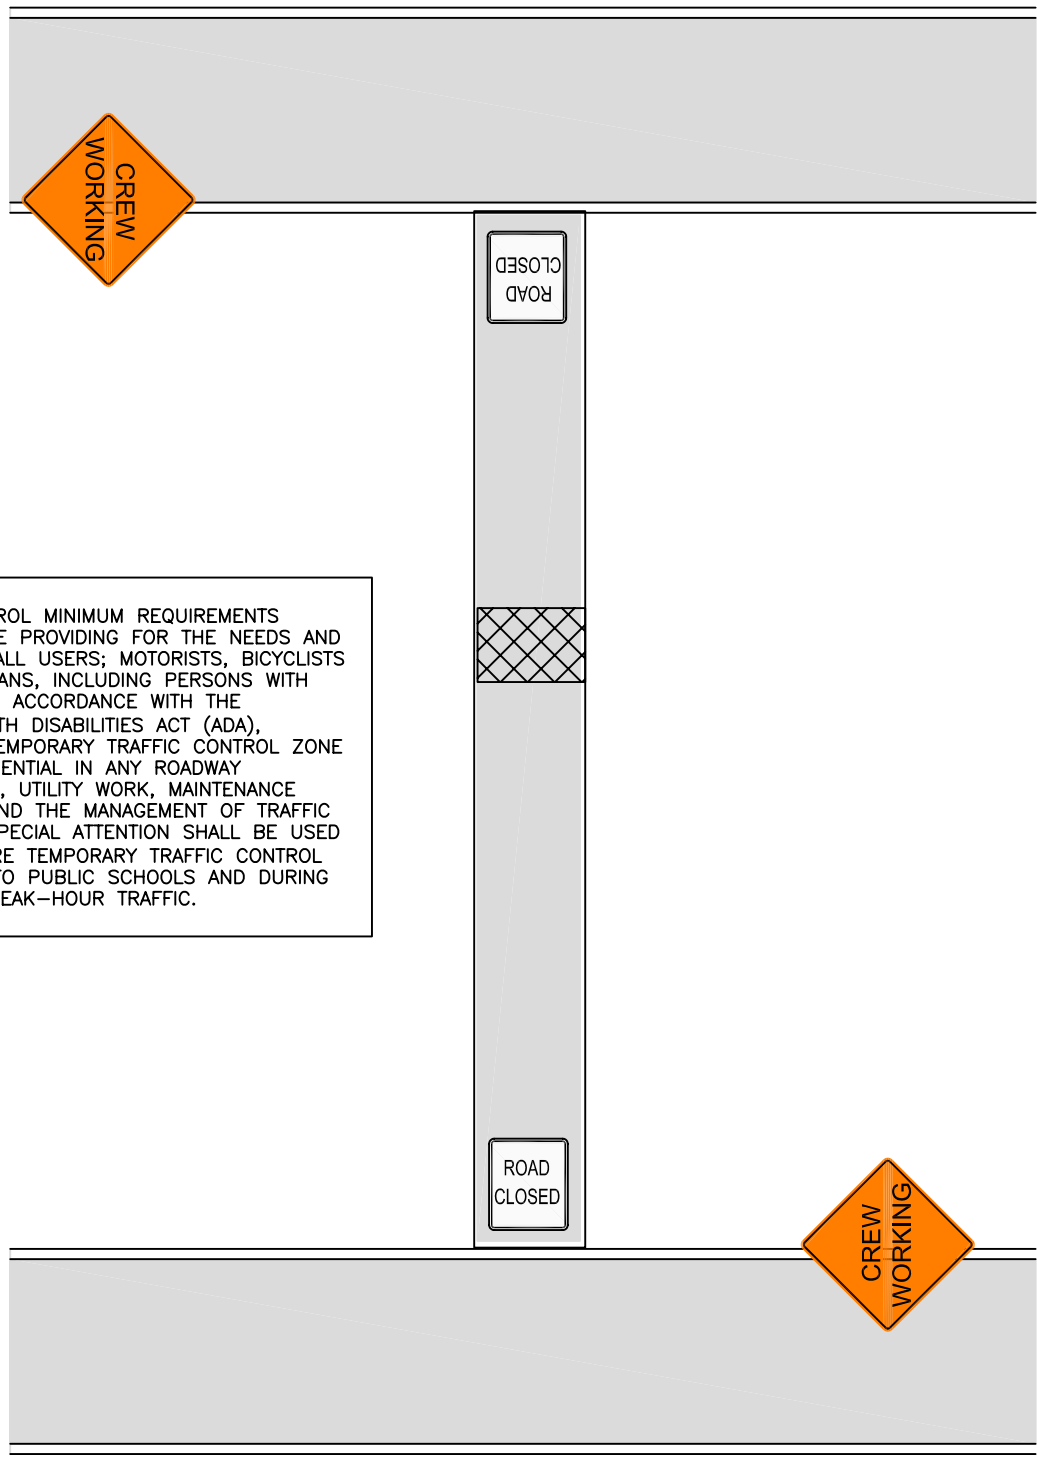 CREW
WORKING
CLOSED
ROAD
ROL MINIMUM REQUIREMENTS
E PROVIDING FOR THE NEEDS AND
ALL USERS; MOTORISTS, BICYCLISTS
ANS, INCLUDING PERSONS WITH
ACCORDANCE WITH THE
TH DISABILITIES ACT (ADA),
EMPORARY TRAFFIC CONTROL ZONE
ENTIAL IN ANY ROADWAY
, UTILITY WORK, MAINTENANCE
ND THE MANAGEMENT OF TRAFFIC
PECIAL ATTENTION SHALL BE USED
RE TEMPORARY TRAFFIC CONTROL
TO PUBLIC SCHOOLS AND DURING
EAK–HOUR TRAFFIC.
ROAD
CLOSED
CREW
WORKING